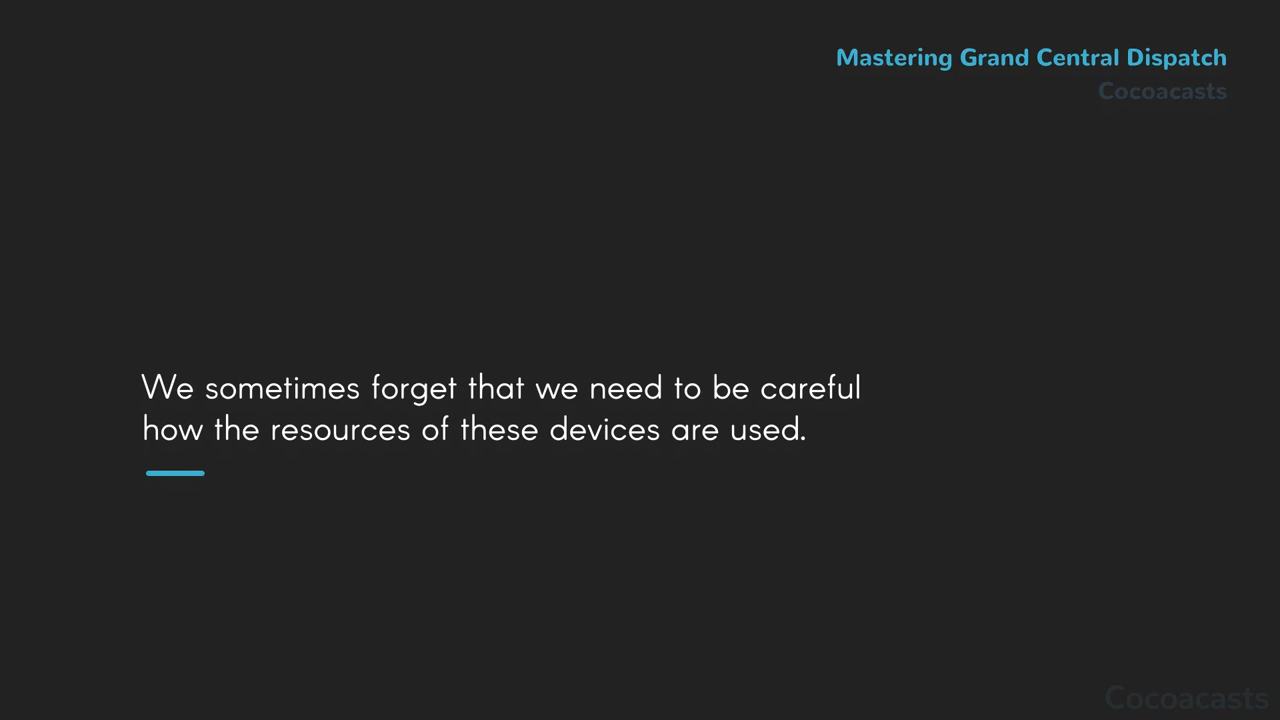 Mastering Grand Central Dispatch
Cocoacasts
We sometimes forget that we need to be careful
how the resources of these devices are used.
Cocoacasts